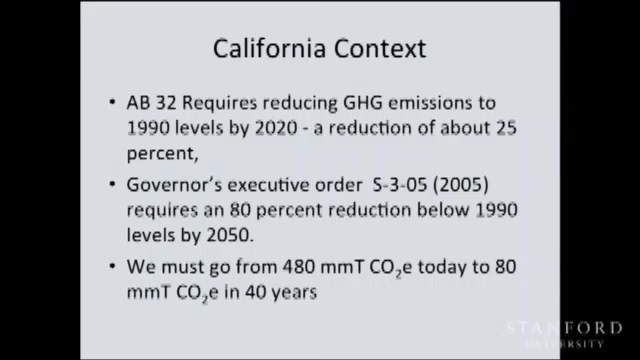 California Context
• AB 32 Requires reducing GHG emissions to
1990 levels by 2020 - a reduction of about 25
percent,
• Governor's executive order S-3-05 (2005)
requires an 80 percent reduction below 1990
levels by 2050.
• We must go from 480 mmT CO₂e today to 80
mmT CO₂e in 40 years
STANFORD
UNIVERSITY